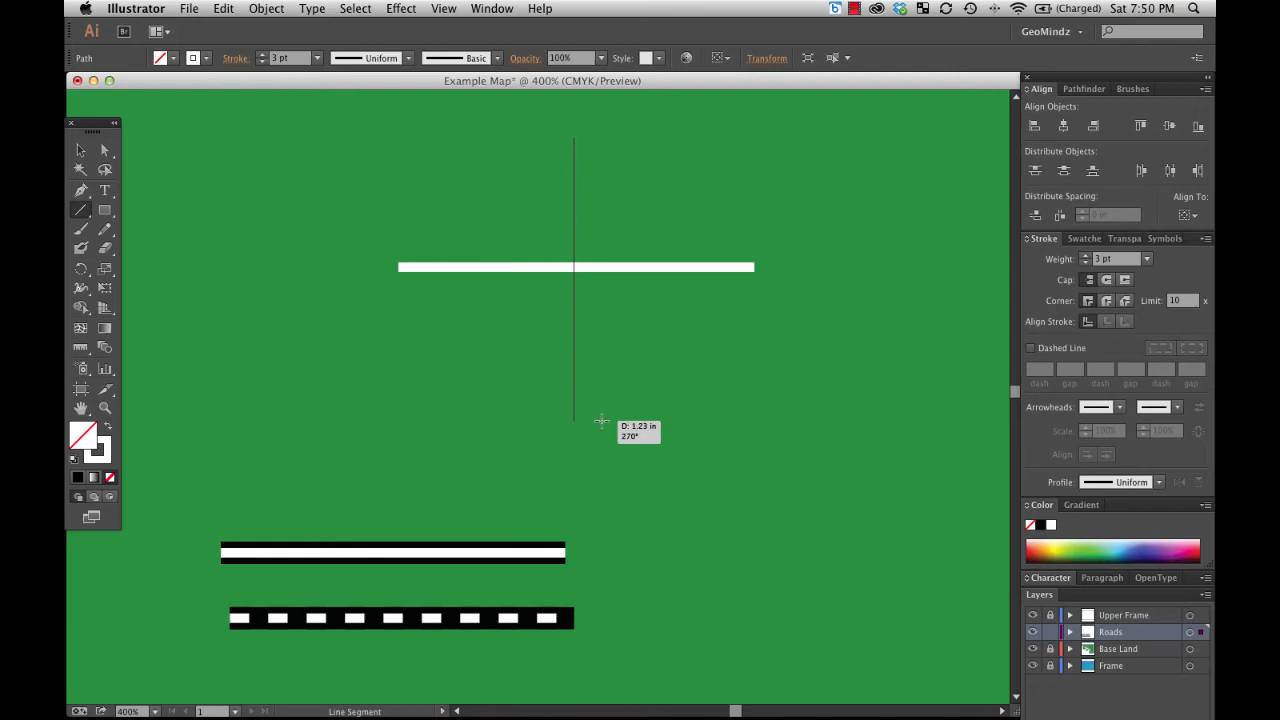 Illustrator File Edit Object Type Select Effect View Window Help
(Charged) Sat 7:50 PM
Ai Br GeoMindz
Path Stroke: 3 pt Uniform Basic Opacity: 100% Style: Transform
Example Map* @ 400% (CMYK/Preview)
Align Pathfinder Brushes
Align Objects:
Distribute Objects:
Distribute Spacing: Align To:
0 in
Stroke Swatche Transpa Symbols
Weight: 3 pt
Cap:
Corner: Limit: 10 x
Align Stroke:
Dashed Line
dash gap dash gap dash gap
Arrowheads:
Scale: 100% 100%
Align:
Profile: Uniform
Color Gradient
Character Paragraph OpenType
Layers
Upper Frame
Roads
Base Land
Frame
T
D: 1.23 in
270°
400% 1 Line Segment